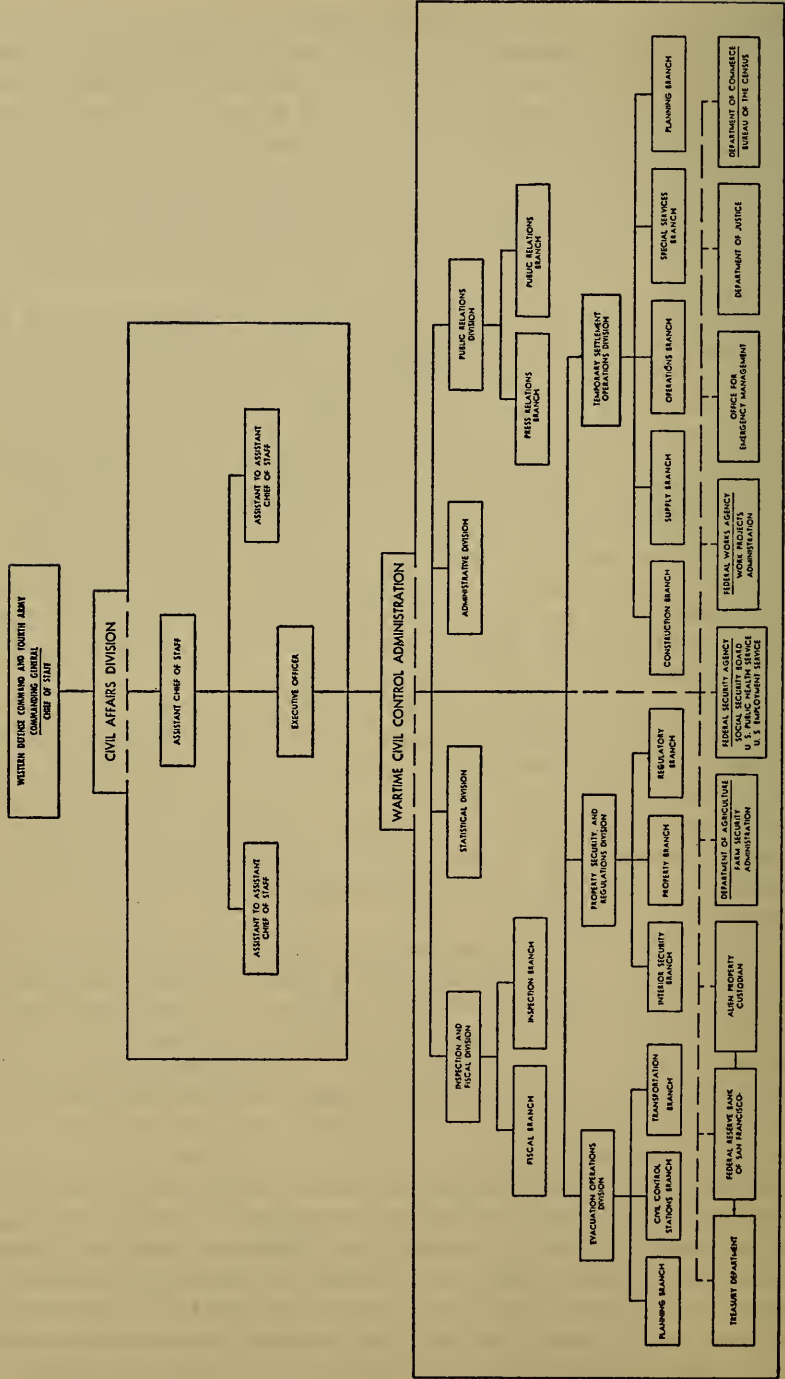 WESTERN DEFENSE COMMAND AND FOURTH ARMY
COMMANDING GENERAL
CHIEF OF STAFF
CIVIL AFFAIRS DIVISION
ASSISTANT CHIEF OF STAFF
ASSISTANT TO ASSISTANT
CHIEF OF STAFF
ASSISTANT TO ASSISTANT
CHIEF OF STAFF
EXECUTIVE OFFICER
WARTIME CIVIL CONTROL ADMINISTRATION
INSPECTION AND
FISCAL DIVISION
STATISTICAL DIVISION
ADMINISTRATIVE DIVISION
PUBLIC RELATIONS
DIVISION
FISCAL BRANCH
INSPECTION BRANCH
PRESS RELATIONS
BRANCH
PUBLIC RELATIONS
BRANCH
EVACUATION OPERATIONS
DIVISION
PROPERTY SECURITY, AND
REGULATIONS DIVISION
TEMPORARY SETTLEMENT
OPERATIONS DIVISION
PLANNING BRANCH
CIVIL CONTROL
STATIONS BRANCH
TRANSPORTATION
BRANCH
INTERIOR SECURITY
BRANCH
PROPERTY BRANCH
REGULATORY
BRANCH
CONSTRUCTION BRANCH
SUPPLY BRANCH
OPERATIONS BRANCH
SPECIAL SERVICES
BRANCH
PLANNING BRANCH
TREASURY DEPARTMENT
FEDERAL RESERVE BANK
OF SAN FRANCISCO-
ALIEN PROPERTY
CUSTODIAN
DEPARTMENT OF AGRICULTURE
FARM SECURITY
ADMINISTRATION
FEDERAL SECURITY AGENCY
SOCIAL SECURITY BOARD
U. S. PUBLIC HEALTH SERVICE
U. S EMPLOYMENT SERVICE
FEDERAL WORKS AGENCY
WORK PROJECTS
ADMINISTRATION
OFFICE FOR
EMERGENCY MANAGEMENT
DEPARTMENT OF JUSTICE
DEPARTMENT OF COMMERCE
BUREAU OF THE CENSUS